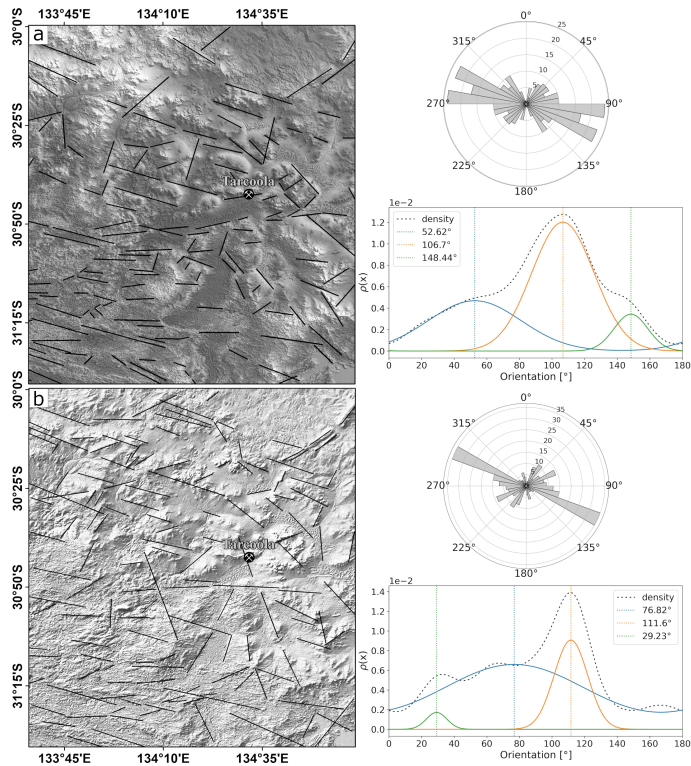 133°45'E 134°10'E 134°35'E
a
30°0'S
30°25'S
30°50'S
31°15'S
Tarcoola
0°
45°
90°
135°
180°
225°
270°
315°
5
10
15
20
25
1e−2
density
52.62°
106.7°
148.44°
ρ(x)
0.0
0.2
0.4
0.6
0.8
1.0
1.2
0 20 40 60 80 100 120 140 160 180
Orientation [°]
b
30°0'S
30°25'S
30°50'S
31°15'S
Tarcoola
133°45'E 134°10'E 134°35'E
0°
45°
90°
135°
180°
225°
270°
315°
5
10
15
20
25
30
35
1e−2
density
76.82°
111.6°
29.23°
ρ(x)
0.0
0.2
0.4
0.6
0.8
1.0
1.2
1.4
0 20 40 60 80 100 120 140 160 180
Orientation [°]